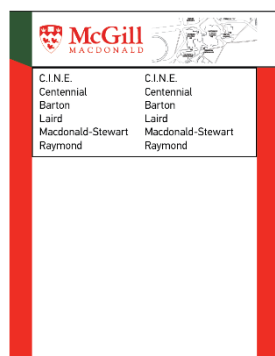 McGill
MACDONALD
C.I.N.E. C.I.N.E.
Centennial Centennial
Barton Barton
Laird Laird
Macdonald-Stewart Macdonald-Stewart
Raymond Raymond